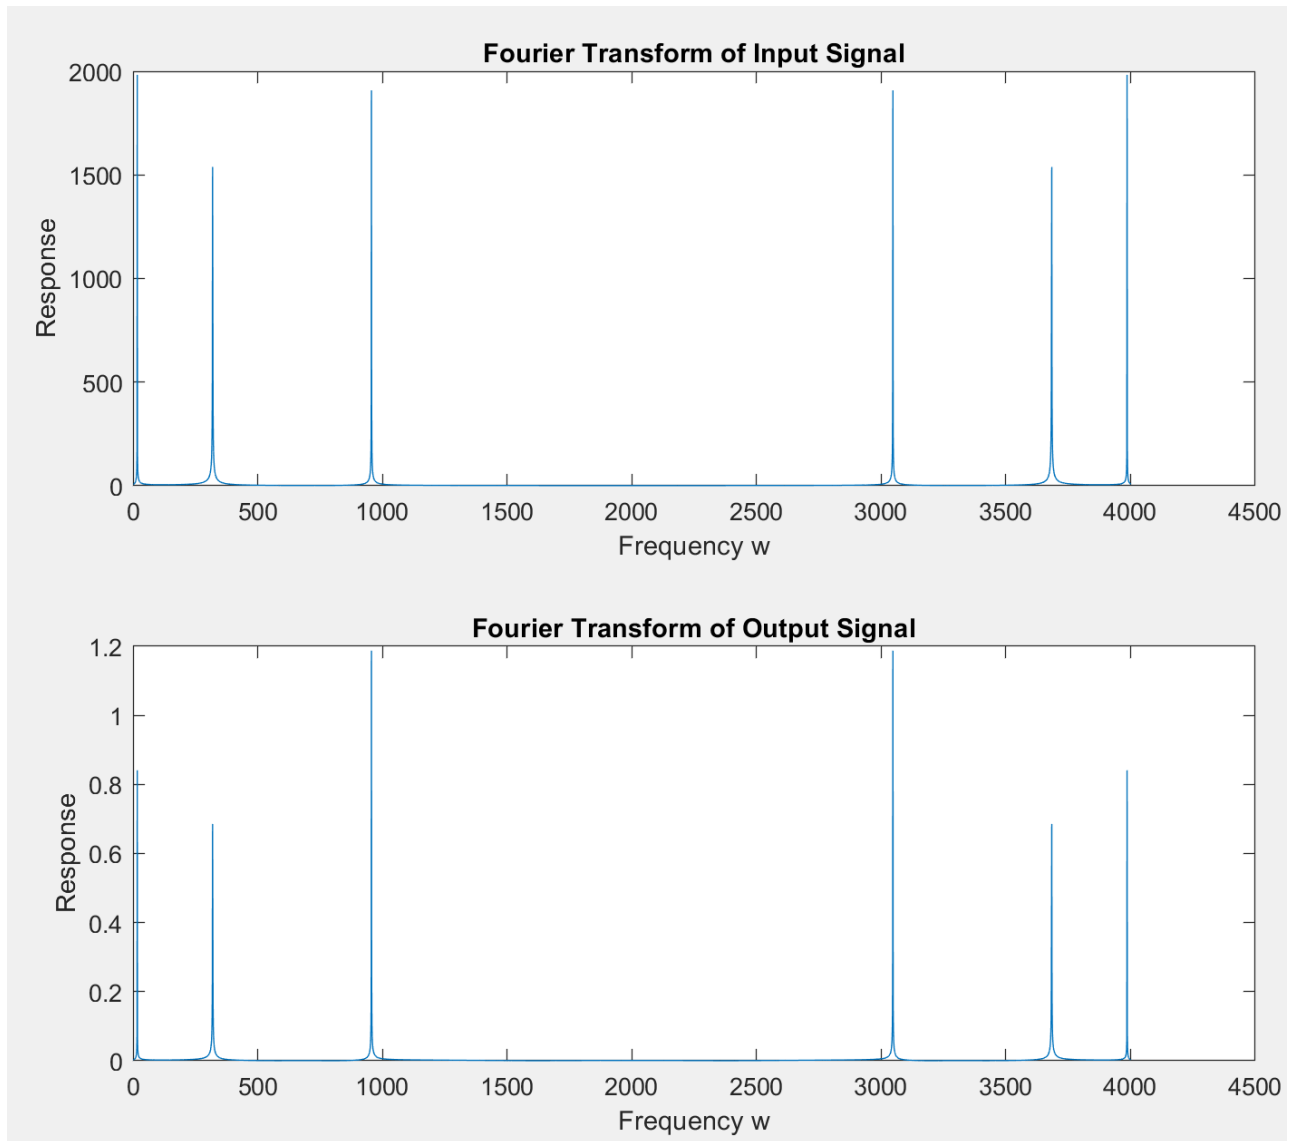 Fourier Transform of Input Signal
2000
1500
1000
500
0
Response
0 500 1000 1500 2000 2500 3000 3500 4000 4500
Frequency w
Fourier Transform of Output Signal
1.2
1
0.8
0.6
0.4
0.2
0
Response
0 500 1000 1500 2000 2500 3000 3500 4000 4500
Frequency w